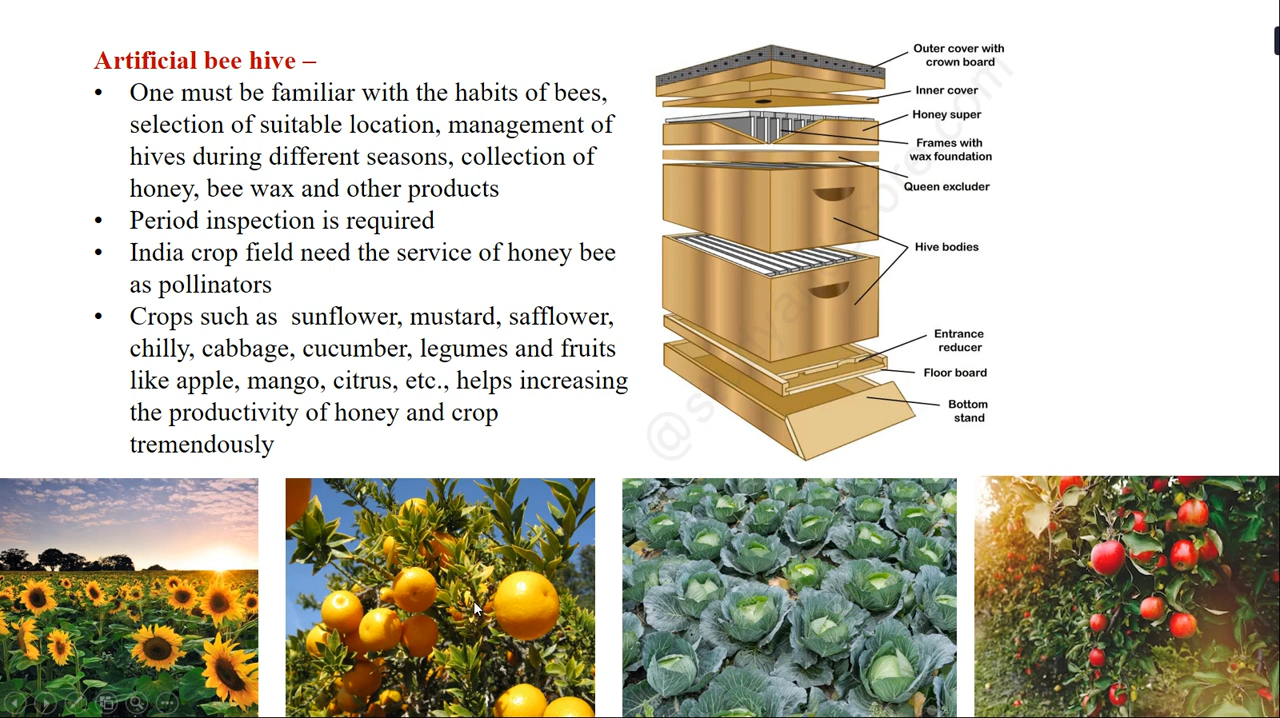 Artificial bee hive –
• One must be familiar with the habits of bees,
selection of suitable location, management of
hives during different seasons, collection of
honey, bee wax and other products
• Period inspection is required
• India crop field need the service of honey bee
as pollinators
• Crops such as  sunflower, mustard, safflower,
chilly, cabbage, cucumber, legumes and fruits
like apple, mango, citrus, etc., helps increasing
the productivity of honey and crop
tremendously
Outer cover with
crown board
Inner cover
Honey super
Frames with
wax foundation
Queen excluder
Hive bodies
Entrance
reducer
Floor board
Bottom
stand